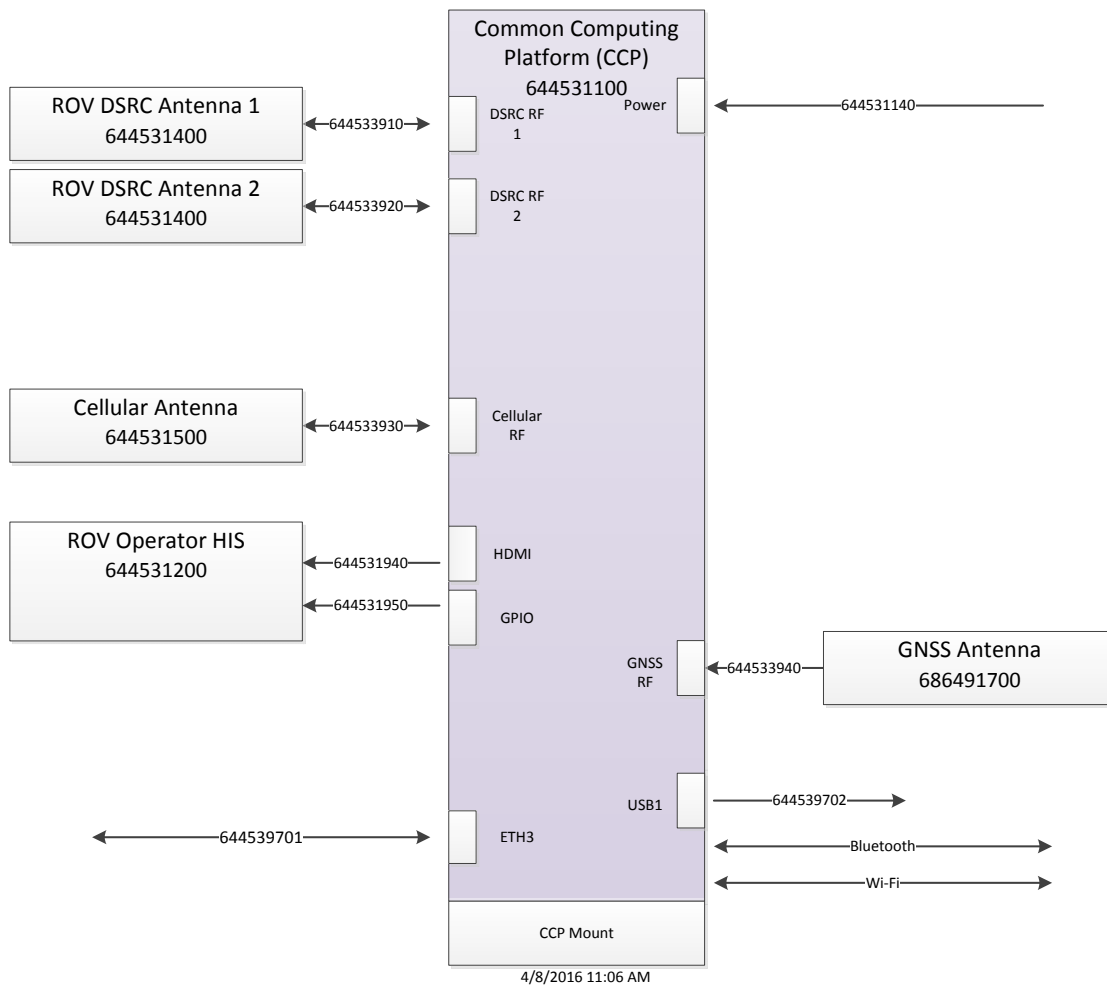 Common Computing
Platform (CCP)
644531100
ROV DSRC Antenna 1
644531400
644533910
DSRC RF
1
Power
644531140
ROV DSRC Antenna 2
644531400
644533920
DSRC RF
2
Cellular Antenna
644531500
644533930
Cellular
RF
ROV Operator HIS
644531200
644531940
HDMI
644531950
GPIO
GNSS
RF
644533940
GNSS Antenna
686491700
USB1
644539702
644539701
ETH3
Bluetooth
Wi-Fi
CCP Mount
4/8/2016 11:06 AM